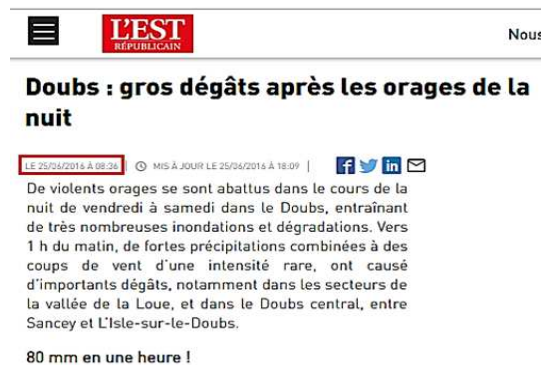 L'EST
RÉPUBLICAIN
Nous
Doubs : gros dégâts après les orages de la
nuit
LE 25/06/2016 À 08:36 | MIS À JOUR LE 25/06/2016 À 18:09 |
De violents orages se sont abattus dans le cours de la
nuit de vendredi à samedi dans le Doubs, entraînant
de très nombreuses inondations et dégradations. Vers
1 h du matin, de fortes précipitations combinées à des
coups de vent d'une intensité rare, ont causé
d'importants dégâts, notamment dans les secteurs de
la vallée de la Loue, et dans le Doubs central, entre
Sancey et L'Isle-sur-le-Doubs.
80 mm en une heure !